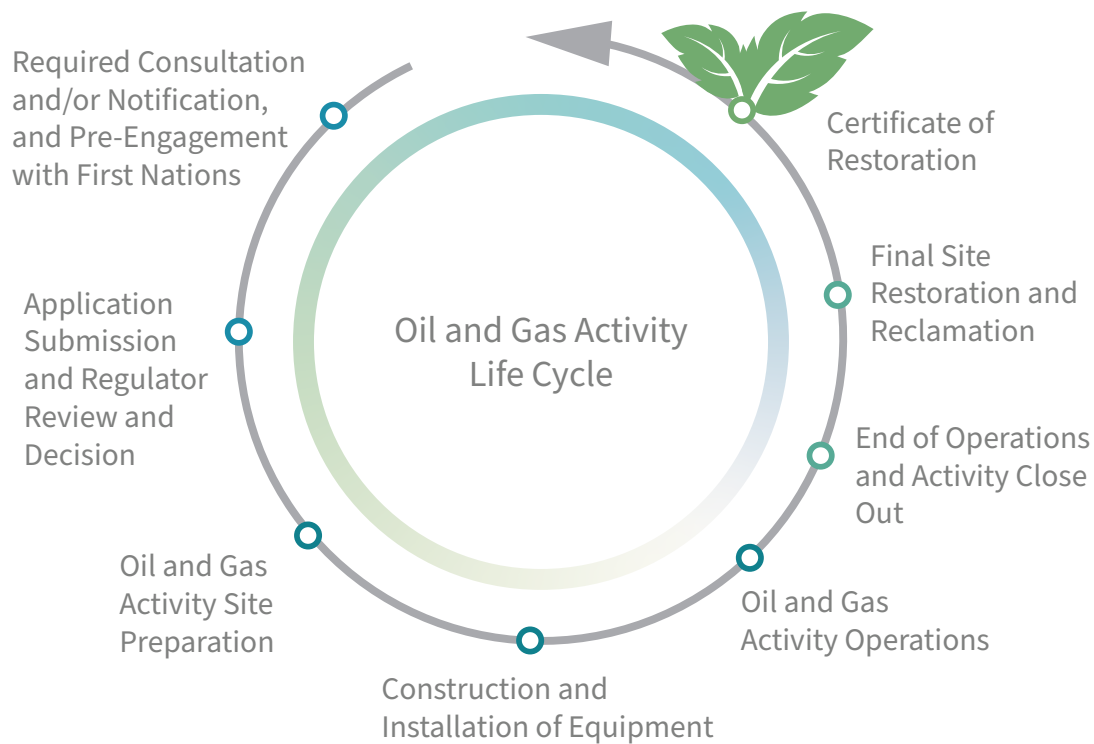 Required Consultation
and/or Notification,
and Pre-Engagement
with First Nations
Application
Submission
and Regulator
Review and
Decision
Oil and Gas
Activity Site
Preparation
Construction and
Installation of Equipment
Oil and Gas
Activity Operations
End of Operations
and Activity Close
Out
Final Site
Restoration and
Reclamation
Certificate of
Restoration
Oil and Gas Activity
Life Cycle